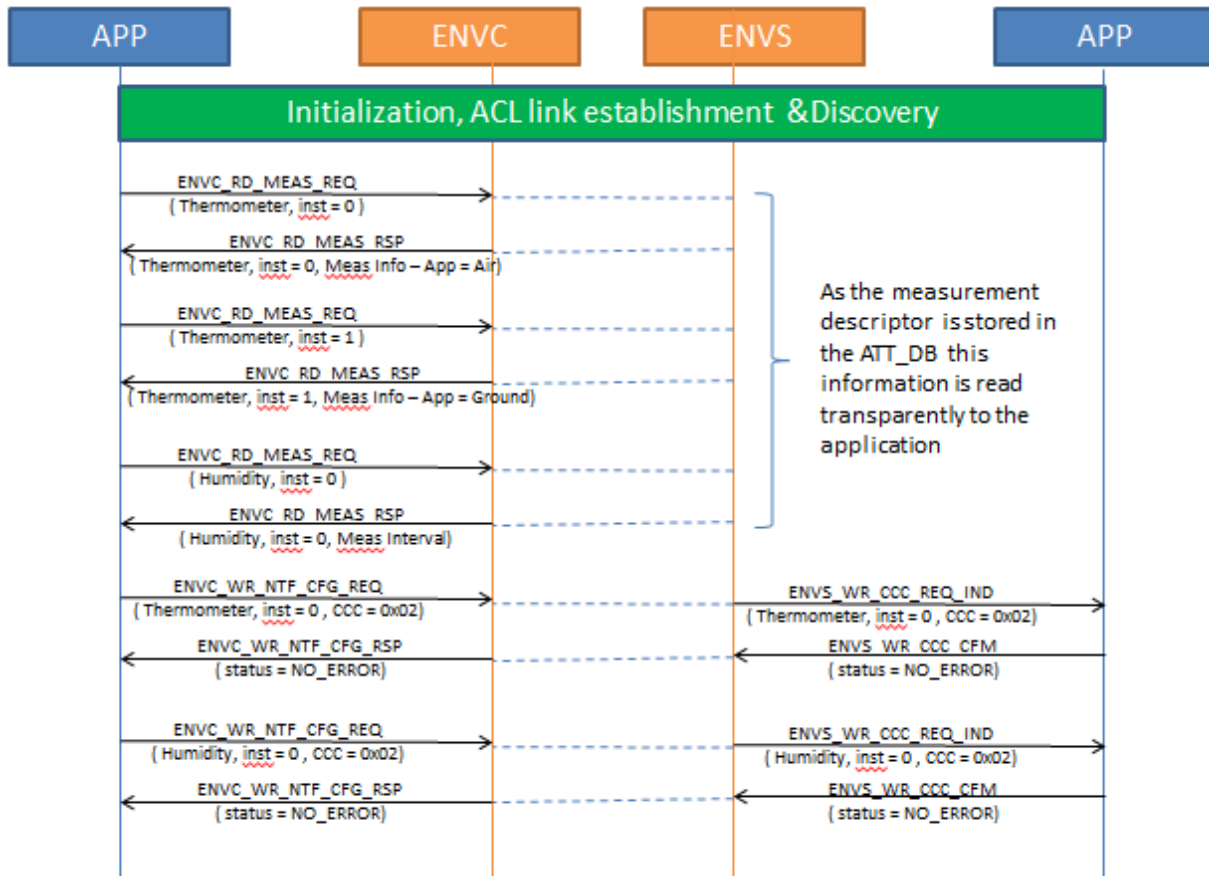 APP
ENVC
ENVS
APP
Initialization, ACL link establishment &Discovery
ENVC_RD_MEAS_REQ
( Thermometer, inst = 0 )
ENVC_RD_MEAS_RSP
( Thermometer, inst = 0, Meas Info – App = Air)
ENVC_RD_MEAS_REQ
( Thermometer, inst = 1 )
ENVC_RD_MEAS_RSP
( Thermometer, inst = 1, Meas Info – App = Ground)
ENVC_RD_MEAS_REQ
( Humidity, inst = 0 )
ENVC_RD_MEAS_RSP
( Humidity, inst = 0, Meas Interval)
As the measurement
descriptor is stored in
the ATT_DB this
information is read
transparently to the
application
ENVC_WR_NTF_CFG_REQ
( Thermometer, inst = 0 , CCC = 0x02)
ENVS_WR_CCC_REQ_IND
( Thermometer, inst = 0 , CCC = 0x02)
ENVC_WR_NTF_CFG_RSP
( status = NO_ERROR)
ENVS_WR_CCC_CFM
( status = NO_ERROR)
ENVC_WR_NTF_CFG_REQ
( Humidity, inst = 0 , CCC = 0x02)
ENVS_WR_CCC_REQ_IND
( Humidity, inst = 0 , CCC = 0x02)
ENVC_WR_NTF_CFG_RSP
( status = NO_ERROR)
ENVS_WR_CCC_CFM
( status = NO_ERROR)